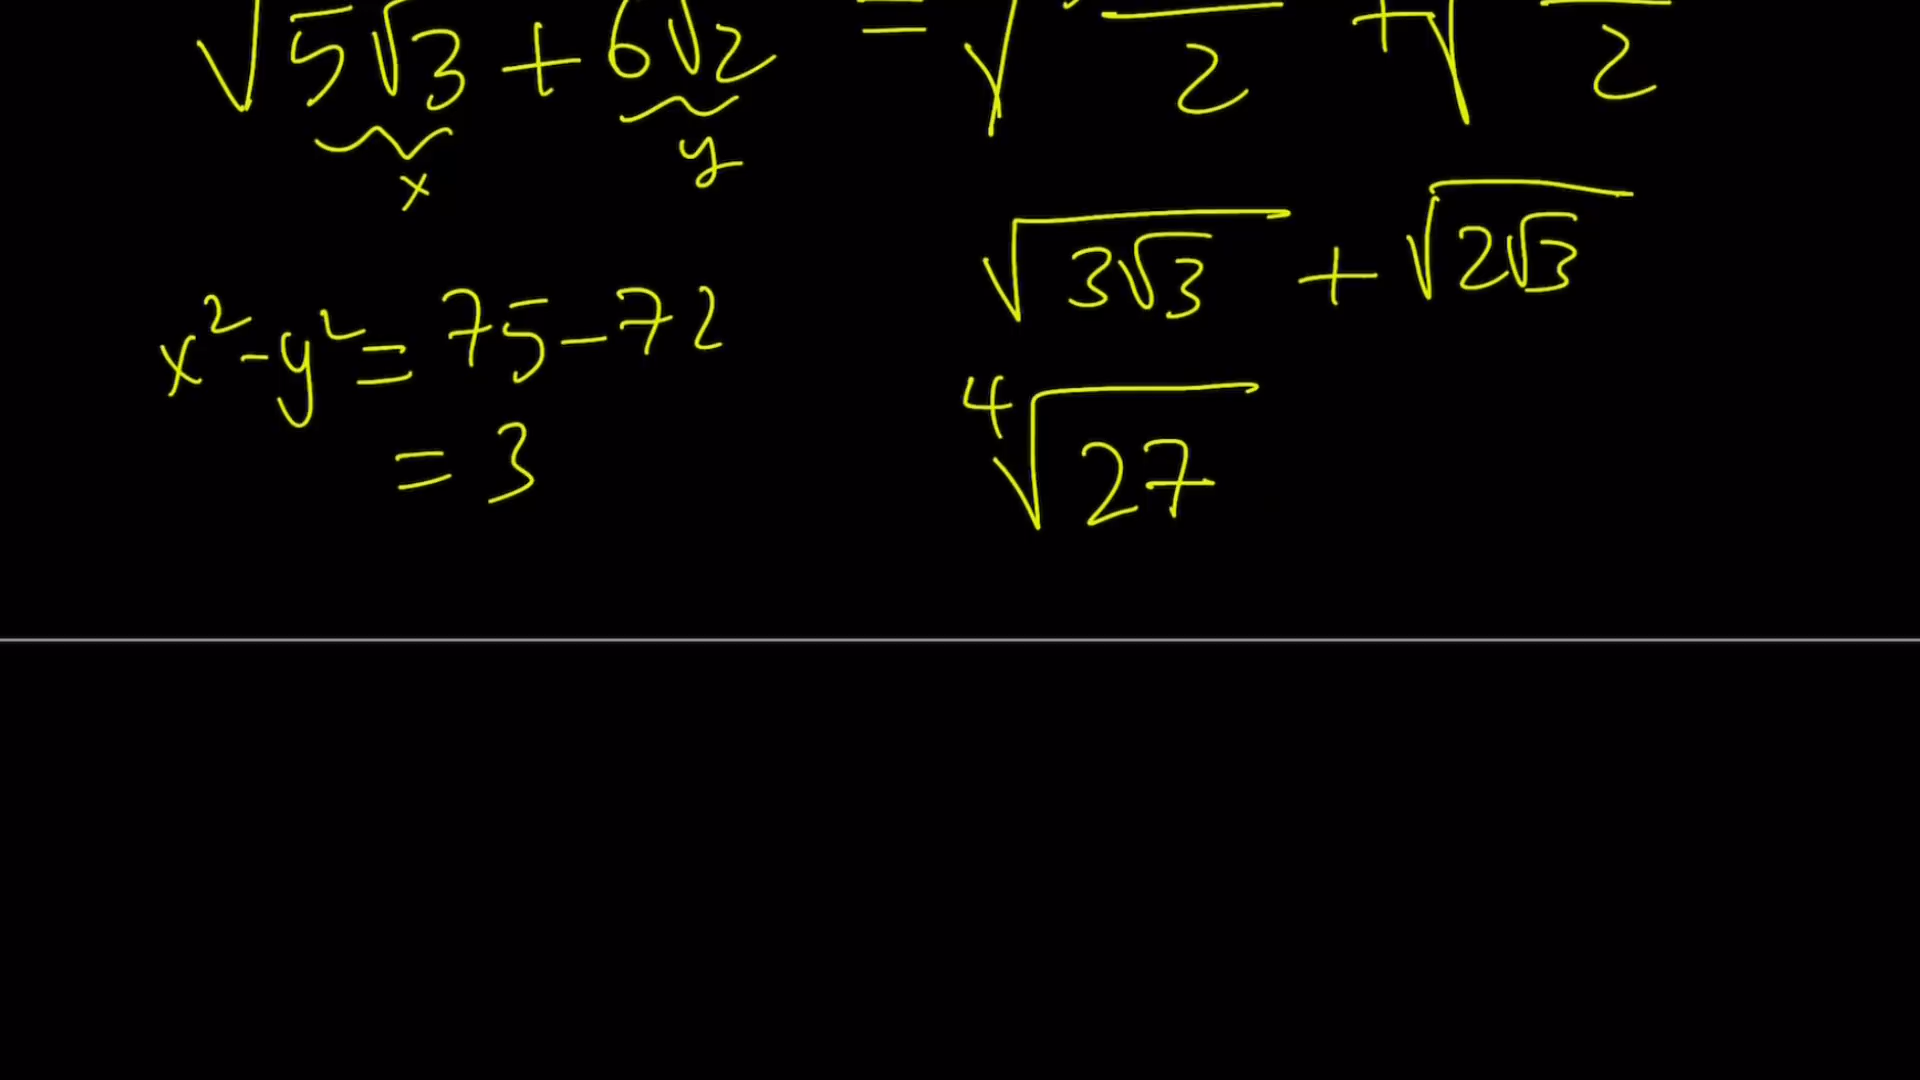 √5√3 + 6√2 = √ 2 + √ 2
x y
√3√3 + √2√3
x² - y² = 75 - 72
= 3
⁴√27